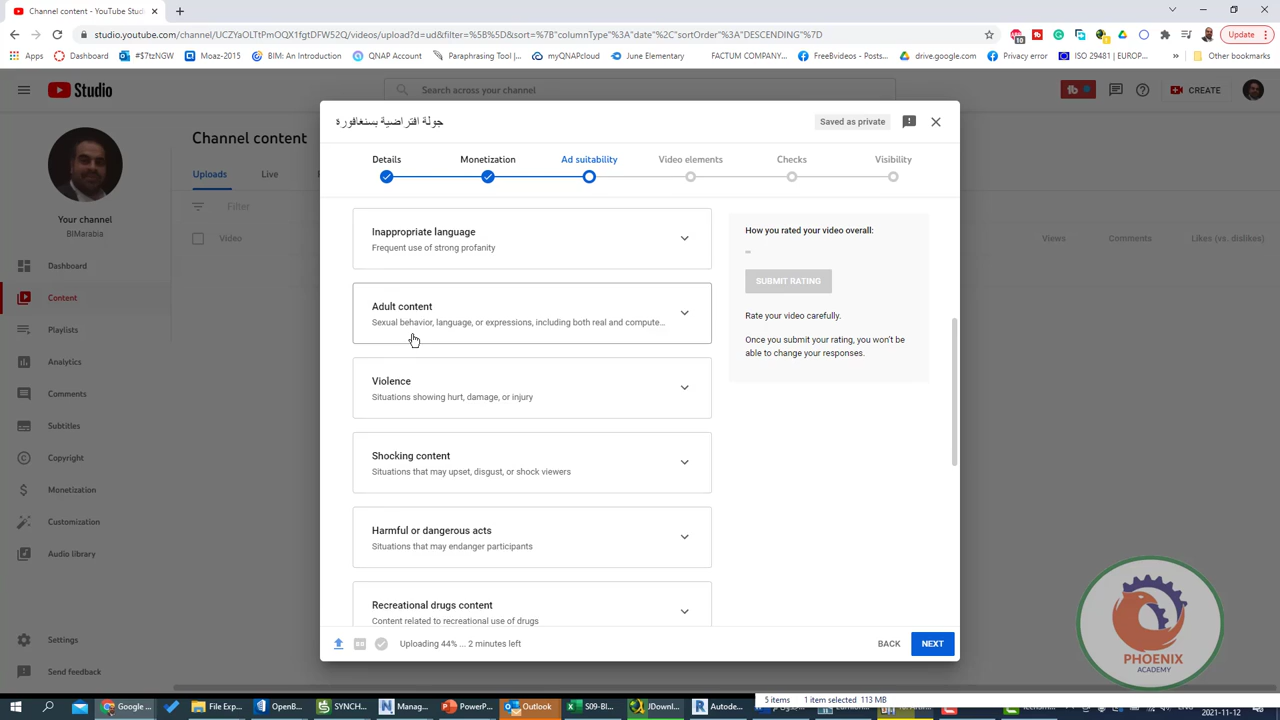 Channel content - YouTube Studi
Update
studio.youtube.com/channel/UCZYaOLTtPmOQX1fgtDFW52Q/videos/upload?d=ud&filter=%5B%5D&sort=%7B"columnType"%3A"date"%2C"sortOrder"%3A"DESCENDING"%7D
Apps
Dashboard
#S7tzNGW
Moaz-2015
BIM: An Introduction
QNAP Account
Paraphrasing Tool |...
myQNAPcloud
June Elementary
FACTUM COMPANY...
FreeBvideos - Posts...
drive.google.com
Privacy error
ISO 29481 | EUROP...
Other bookmarks
Studio
Search across your channel
CREATE
جولة افتراضية بسنغافورة
Saved as private
Channel content
Details
Monetization
Ad suitability
Video elements
Checks
Visibility
Uploads
Live
Filter
Your channel
BIMarabia
Video
Views
Comments
Likes (vs. dislikes)
Dashboard
Content
Playlists
Analytics
Comments
Subtitles
Copyright
Monetization
Customization
Audio library
Settings
Send feedback
Inappropriate language
Frequent use of strong profanity
Adult content
Sexual behavior, language, or expressions, including both real and compute...
Violence
Situations showing hurt, damage, or injury
Shocking content
Situations that may upset, disgust, or shock viewers
Harmful or dangerous acts
Situations that may endanger participants
Recreational drugs content
Content related to recreational use of drugs
How you rated your video overall:
–
SUBMIT RATING
Rate your video carefully.
Once you submit your rating, you won't be
able to change your responses.
Uploading 44% ... 2 minutes left
BACK
NEXT
PHOENIX
ACADEMY
5 items
1 item selected 113 MB
File Exp...
OpenB...
Manag...
PowerP...
Outlook
S09-BI...
Downl...
Autode...
2021-11-12